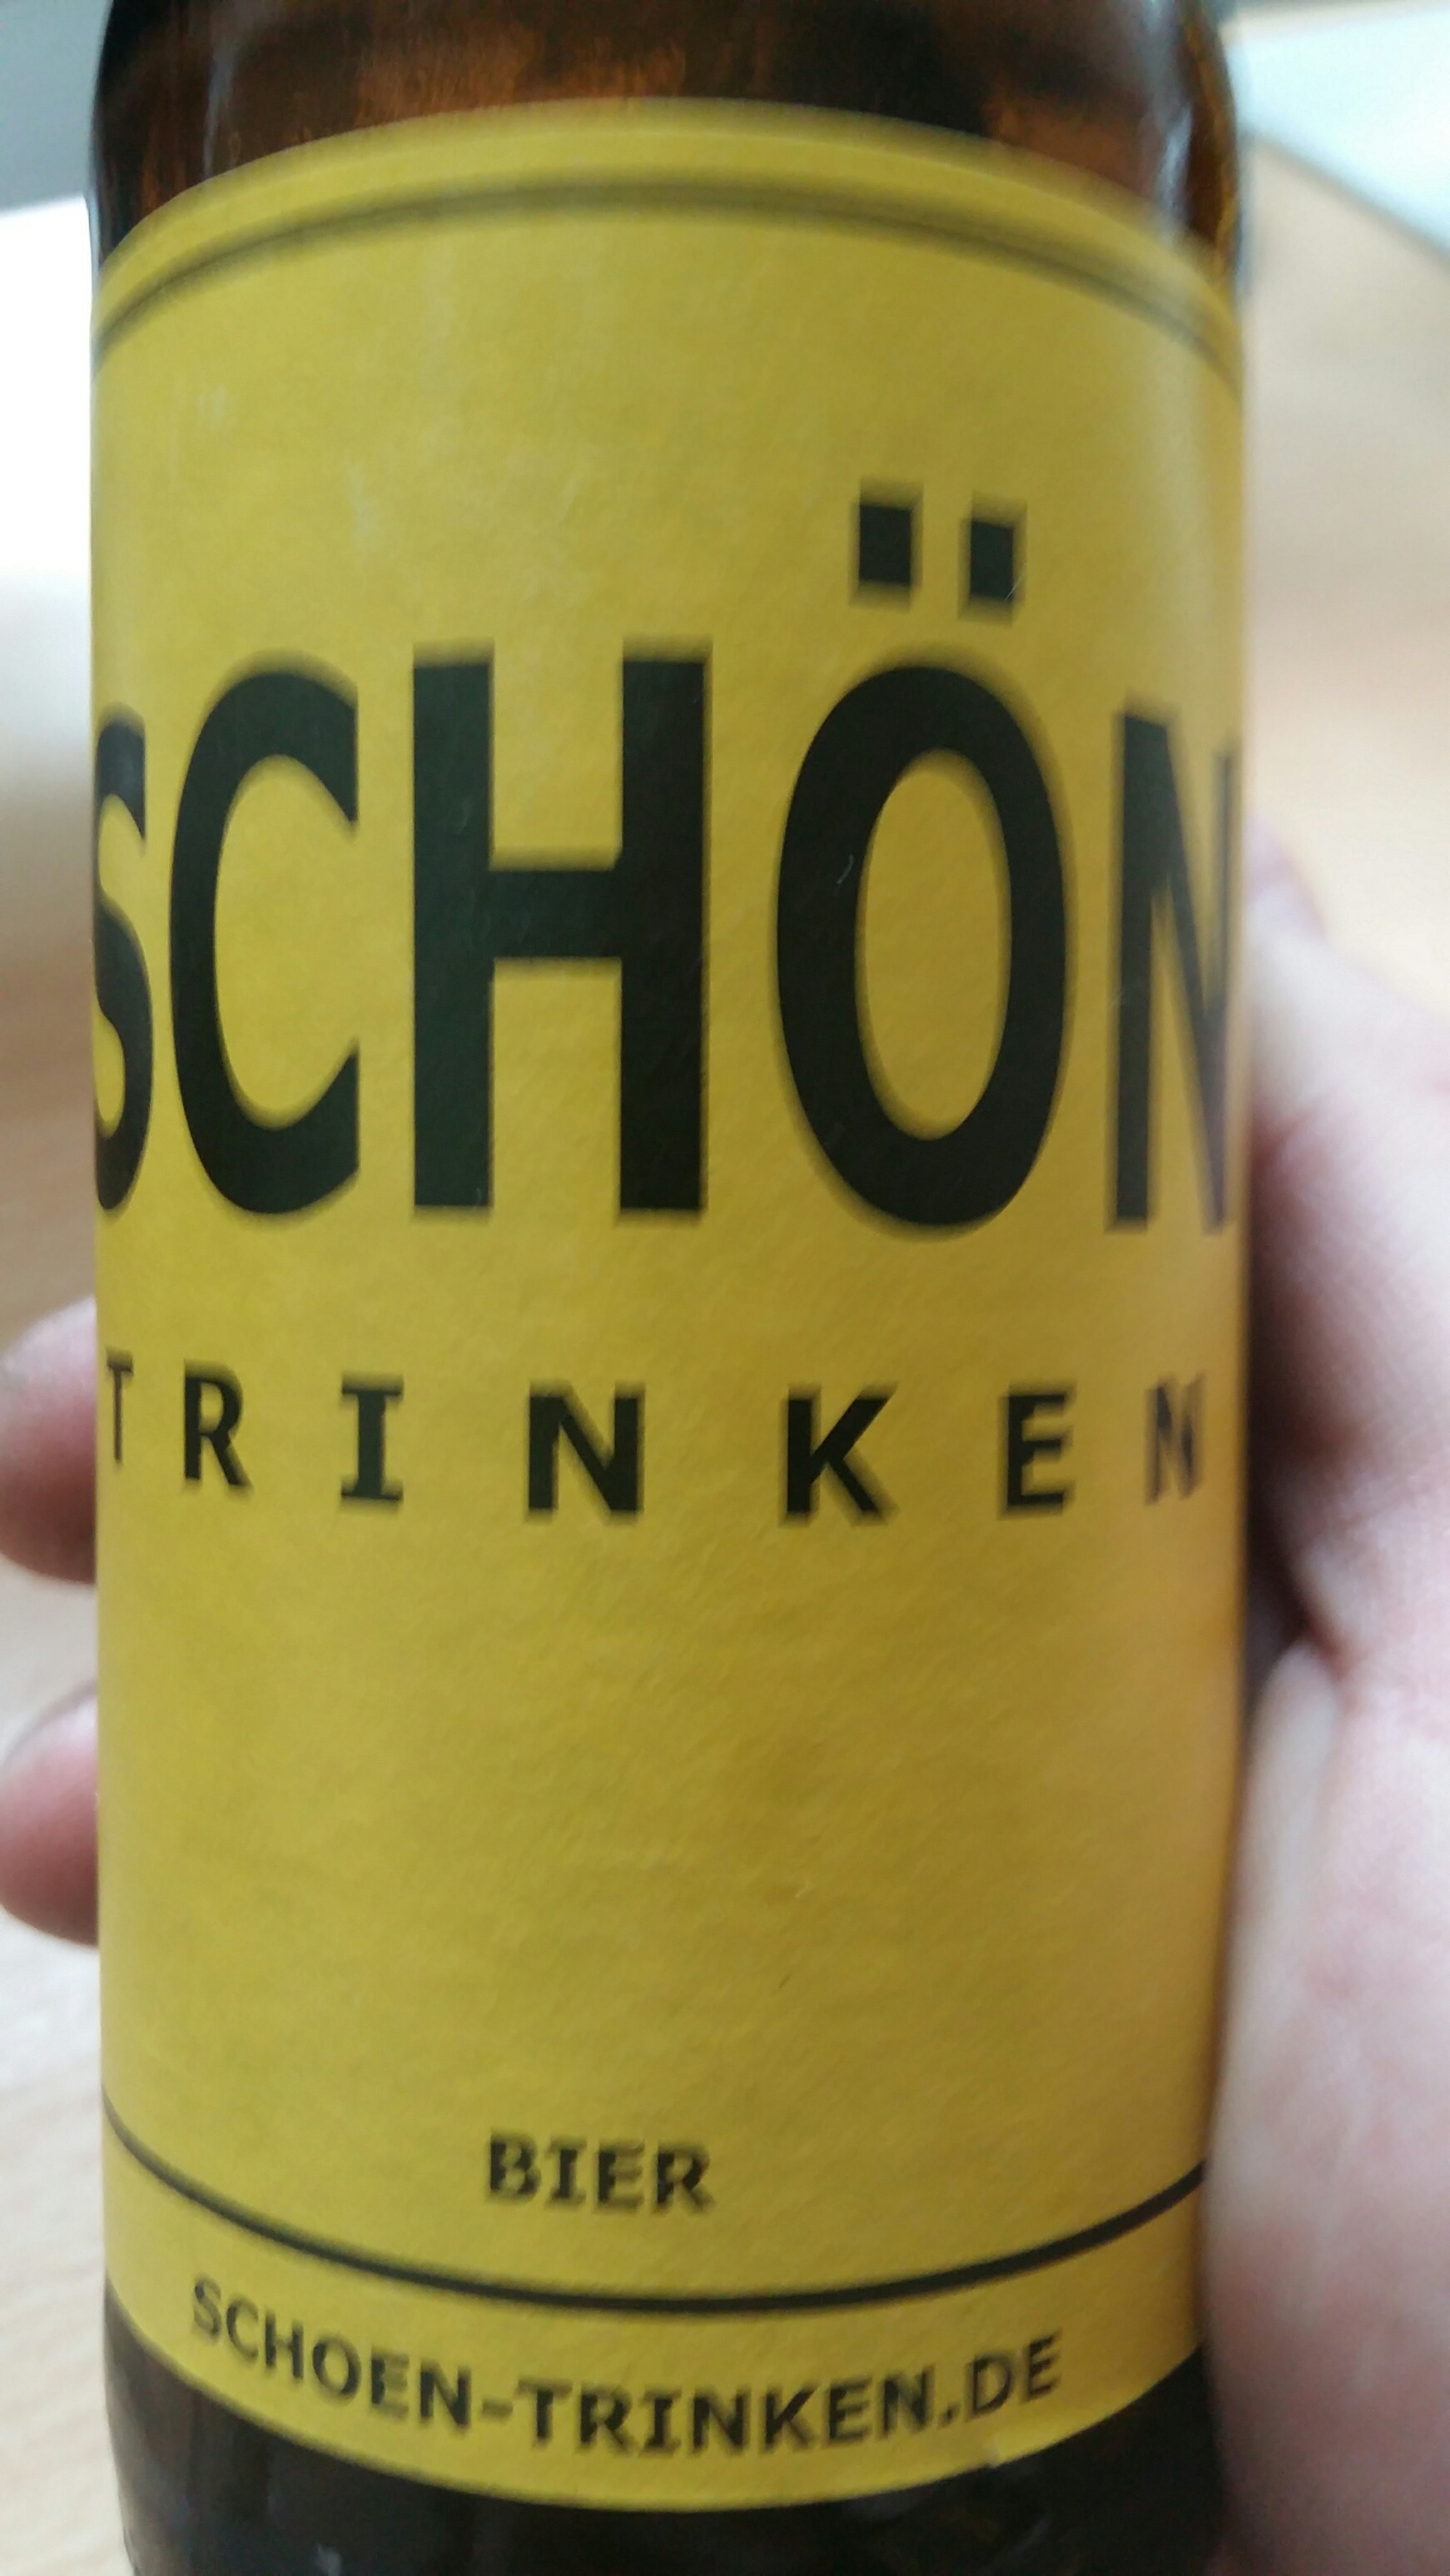 SCHÖN
TRINKEN
BIER
SCHOEN-TRINKEN.DE